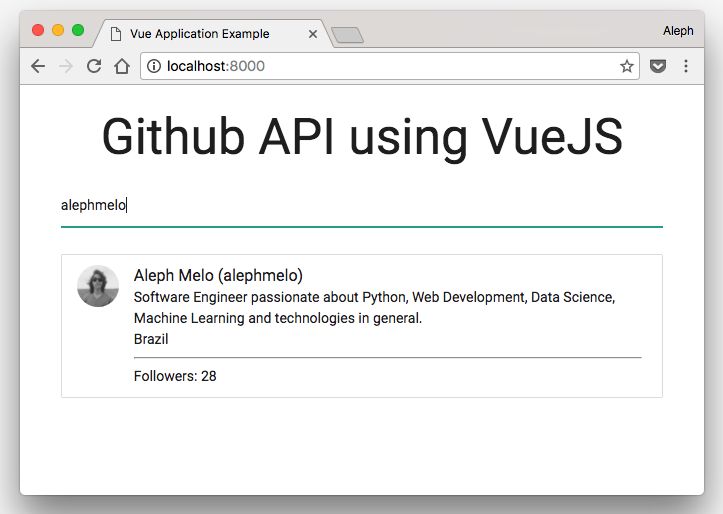 Vue Application Example
Aleph
localhost:8000
Github API using VueJS
alephmelo
Aleph Melo (alephmelo)
Software Engineer passionate about Python, Web Development, Data Science,
Machine Learning and technologies in general.
Brazil
Followers: 28